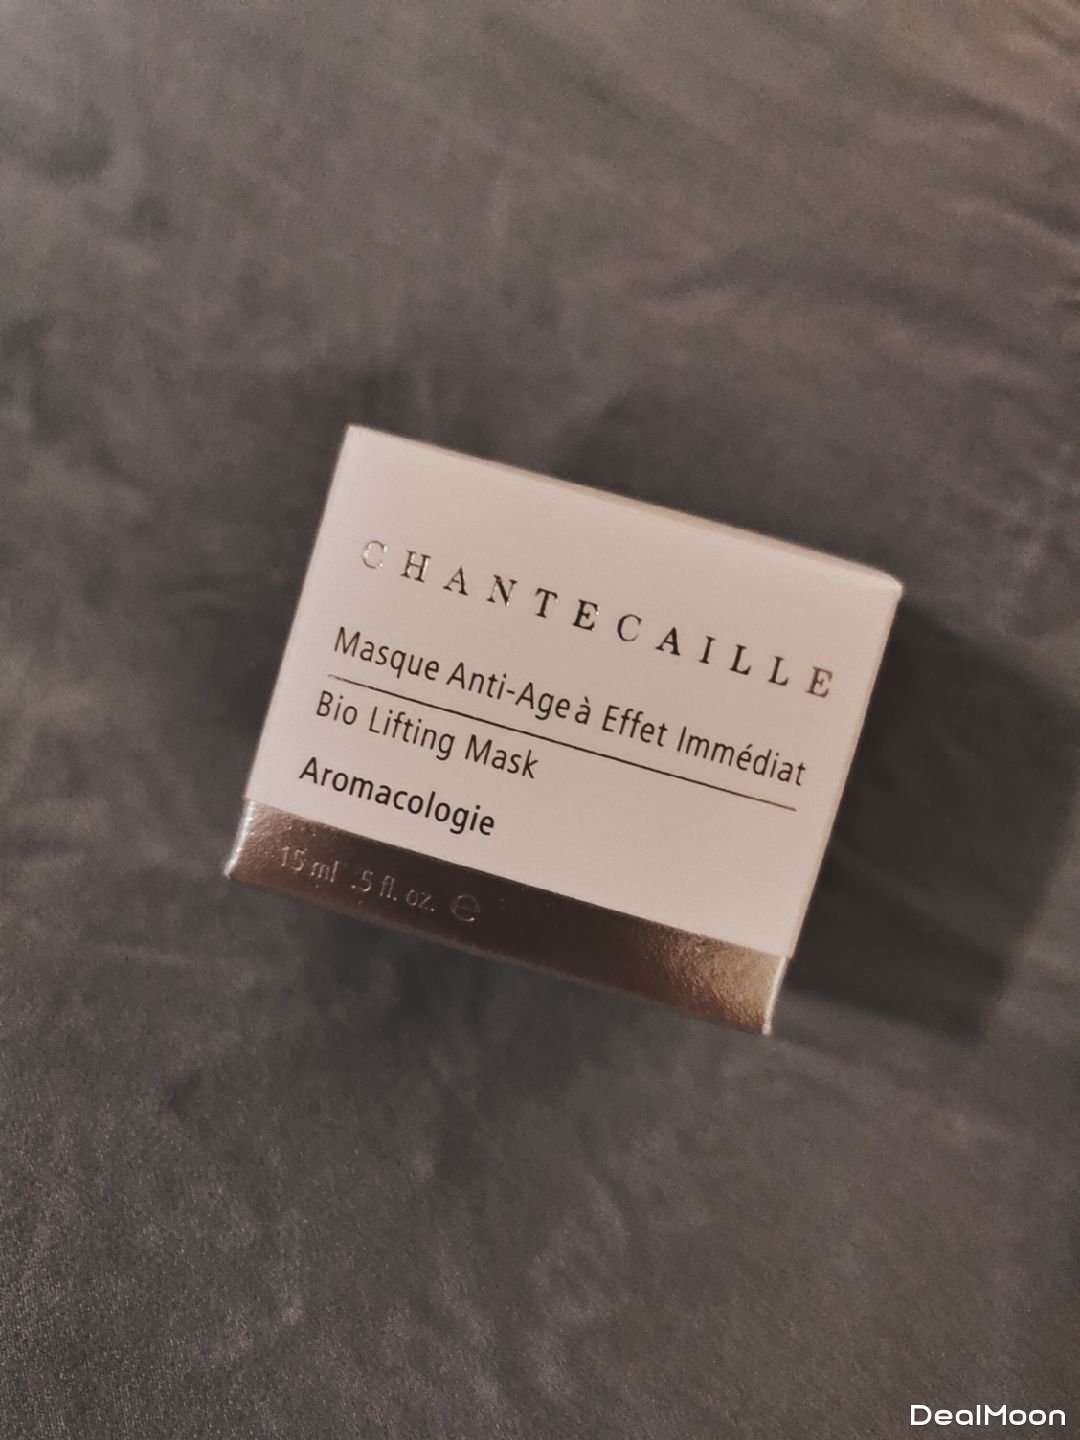 CHANTECAILLE
Masque Anti-Age à Effet Immédiat
Bio Lifting Mask
Aromacologie
15 ml .5 fl. oz. ℮
DealMoon